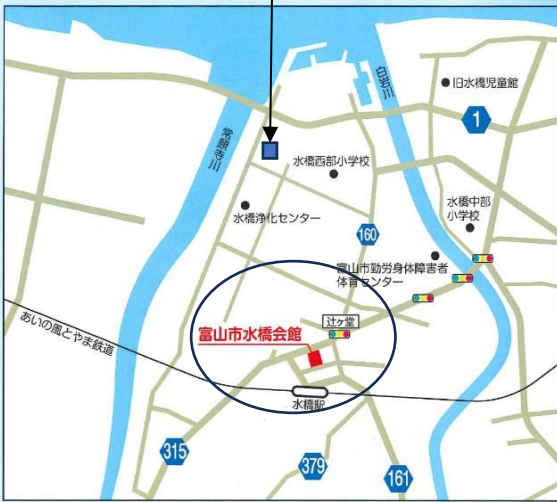 白岩川
旧水橋児童館
1
常願寺川
水橋西部小学校
水橋中部
小学校
水橋浄化センター
160
富山市勤労身体障害者
体育センター
辻ヶ堂
富山市水橋会館
あいの風とやま鉄道
水橋駅
315
379
161